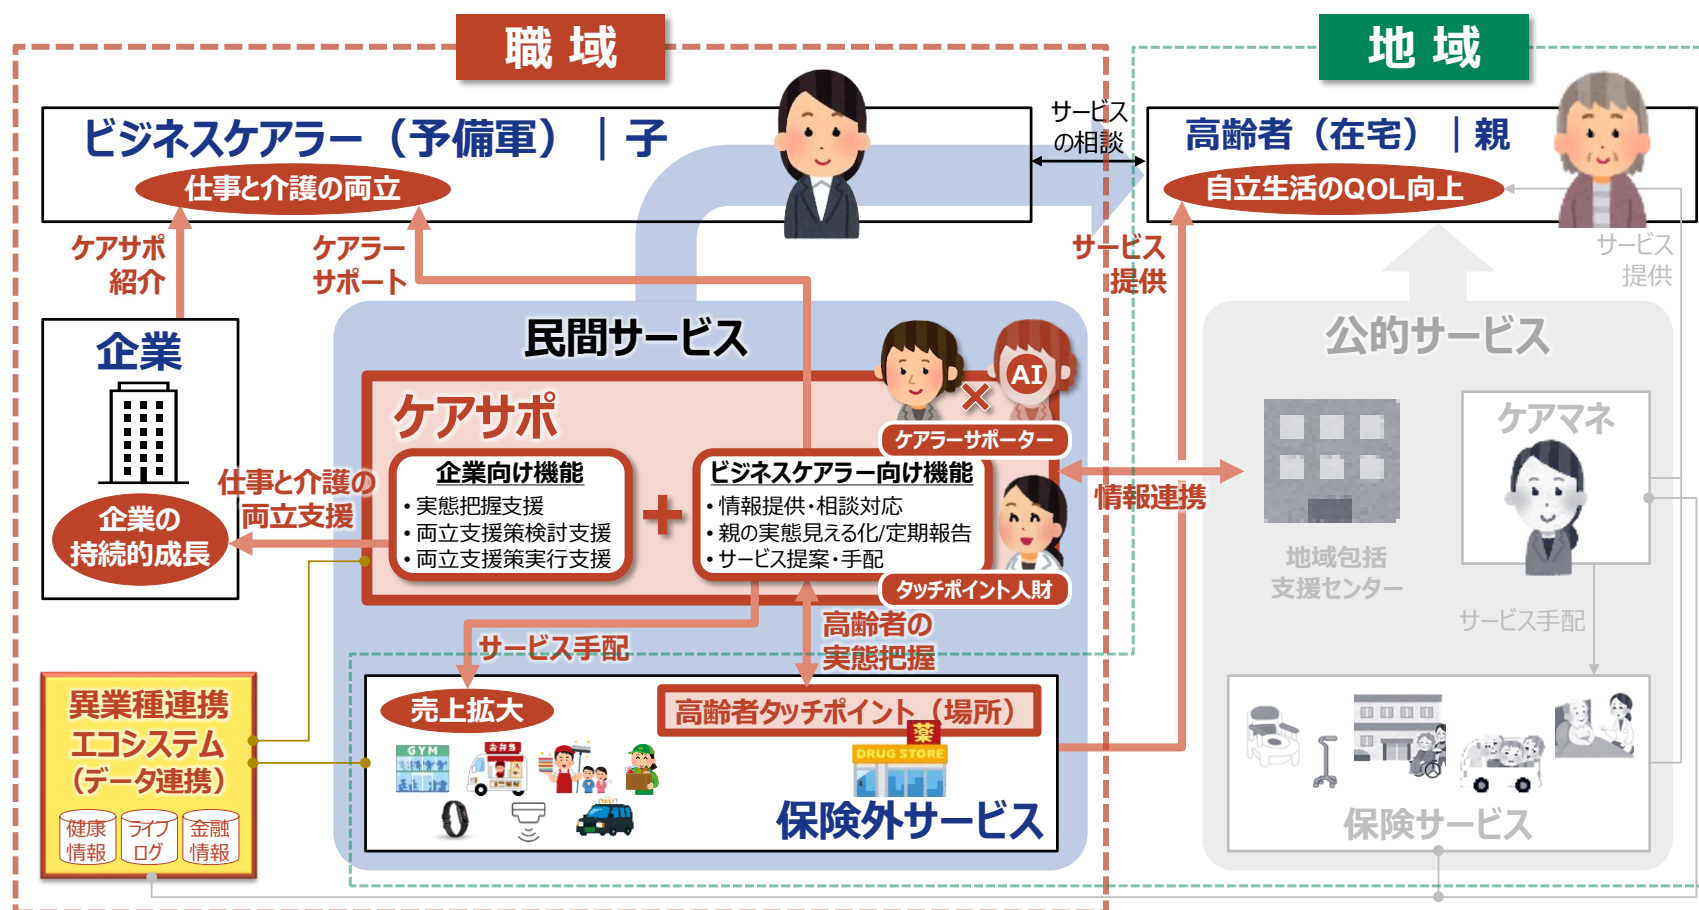 職域
地域
ビジネスケアラー（予備軍）｜子
仕事と介護の両立
サービス
の相談
高齢者（在宅）｜親
自立生活のQOL向上
ケアサポ
紹介
ケアラー
サポート
サービス
提供
サービス
提供
企業
企業の
持続的成長
仕事と介護の
両立支援
民間サービス
ケアサポ
AI
×
ケアラーサポーター
企業向け機能
・実態把握支援
・両立支援策検討支援
・両立支援策実行支援
+
ビジネスケアラー向け機能
・情報提供・相談対応
・親の実態見える化/定期報告
・サービス提案・手配
タッチポイント人財
情報連携
公的サービス
地域包括
支援センター
ケアマネ
サービス手配
サービス手配
高齢者の
実態把握
売上拡大
高齢者タッチポイント（場所）
GYM
お弁当
薬
DRUG STORE
保険外サービス
保険サービス
異業種連携
エコシステム
（データ連携）
健康
情報
ライフ
ログ
金融
情報